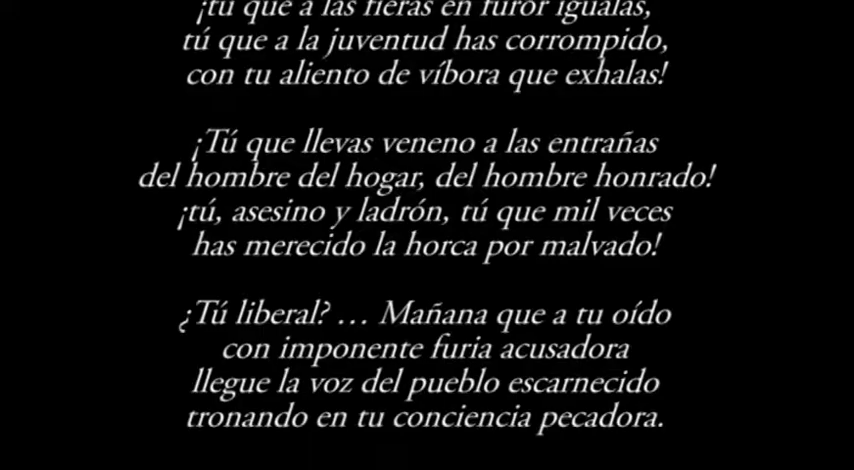 ¡tú que a las fieras en furor igualas,
tú que a la juventud has corrompido,
con tu aliento de víbora que exhalas!
¡Tú que llevas veneno a las entrañas
del hombre del hogar, del hombre honrado!
¡tú, asesino y ladrón, tú que mil veces
has merecido la horca por malvado!
¿Tú liberal? … Mañana que a tu oído
con imponente furia acusadora
llegue la voz del pueblo escarnecido
tronando en tu conciencia pecadora.